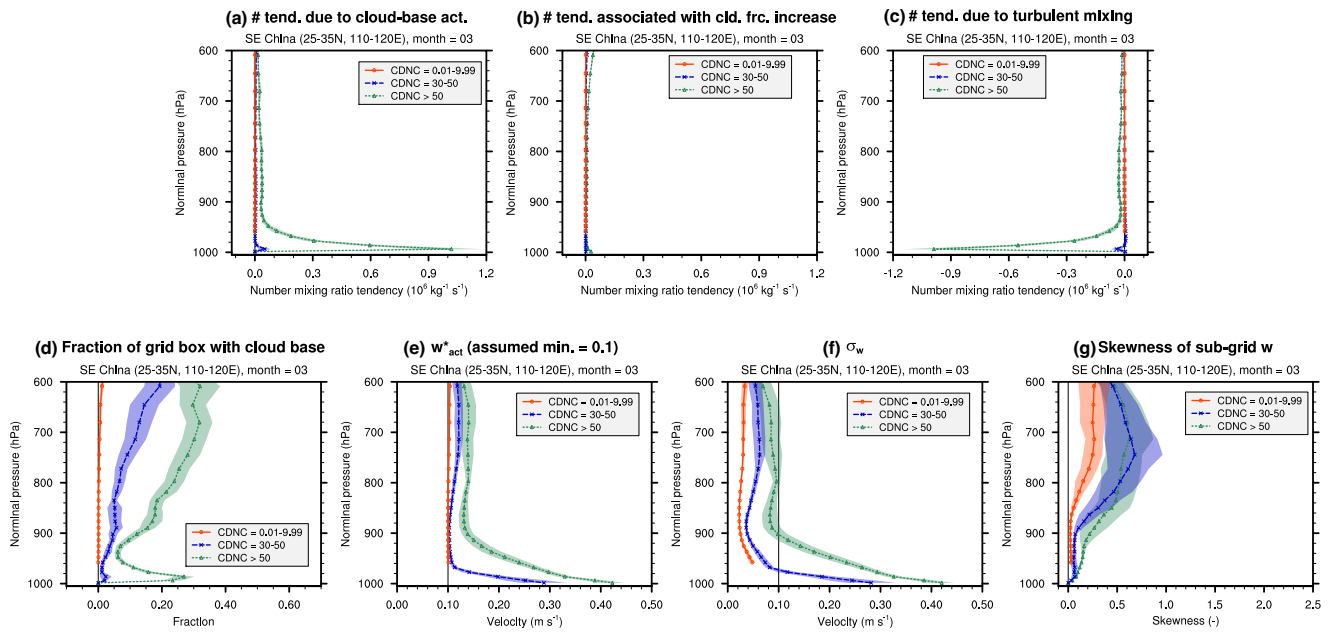 (a) # tend. due to cloud-base act.
SE China (25-35N, 110-120E), month = 03
600
700
800
900
1000
Norminal pressure (hPa)
CDNC = 0.01-9.99
CDNC = 30-50
CDNC > 50
0.0 0.3 0.6 0.9 1.2
Number mixing ratio tendency (10⁶ kg⁻¹ s⁻¹)
(b) # tend. associated with cld. frc. increase
SE China (25-35N, 110-120E), month = 03
600
700
800
900
1000
Norminal pressure (hPa)
CDNC = 0.01-9.99
CDNC = 30-50
CDNC > 50
0.0 0.3 0.6 0.9 1.2
Number mixing ratio tendency (10⁶ kg⁻¹ s⁻¹)
(c) # tend. due to turbulent mixing
SE China (25-35N, 110-120E), month = 03
600
700
800
900
1000
Norminal pressure (hPa)
CDNC = 0.01-9.99
CDNC = 30-50
CDNC > 50
-1.2 -0.9 -0.6 -0.3 0.0
Number mixing ratio tendency (10⁶ kg⁻¹ s⁻¹)
(d) Fraction of grid box with cloud base
SE China (25-35N, 110-120E), month = 03
600
700
800
900
1000
Norminal pressure (hPa)
CDNC = 0.01-9.99
CDNC = 30-50
CDNC > 50
0.00 0.20 0.40 0.60
Fraction
(e) w*act (assumed min. = 0.1)
SE China (25-35N, 110-120E), month = 03
600
700
800
900
1000
Norminal pressure (hPa)
CDNC = 0.01-9.99
CDNC = 30-50
CDNC > 50
0.00 0.10 0.20 0.30 0.40 0.50
Velocity (m s⁻¹)
(f) σw
SE China (25-35N, 110-120E), month = 03
600
700
800
900
1000
Norminal pressure (hPa)
CDNC = 0.01-9.99
CDNC = 30-50
CDNC > 50
0.00 0.10 0.20 0.30 0.40 0.50
Velocity (m s⁻¹)
(g) Skewness of sub-grid w
SE China (25-35N, 110-120E), month = 03
600
700
800
900
1000
Norminal pressure (hPa)
CDNC = 0.01-9.99
CDNC = 30-50
CDNC > 50
0.0 0.5 1.0 1.5 2.0 2.5
Skewness (-)